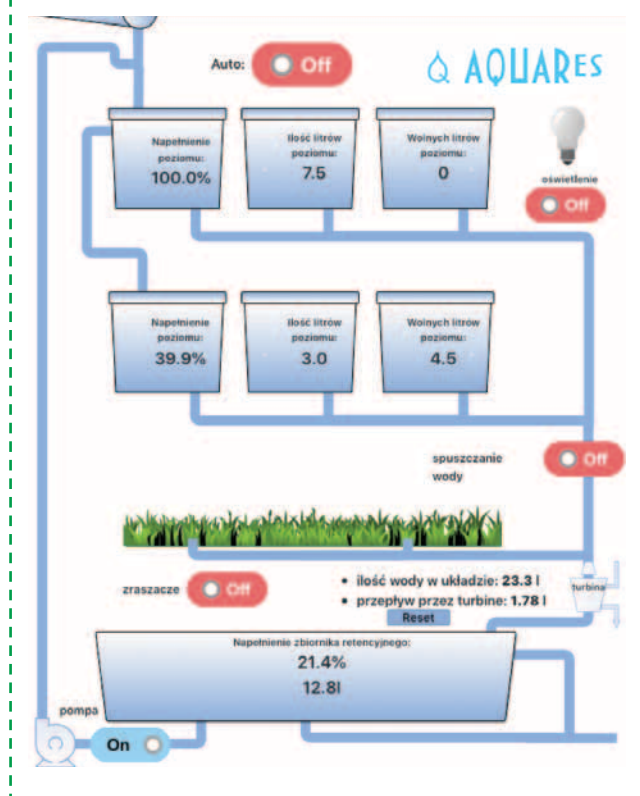 Auto: Off
AQUARES
Napełnienie
poziomu:
100.0%
Ilość litrów
poziomu:
7.5
Wolnych litrów
poziomu:
0
oświetlenie
Off
Napełnienie
poziomu:
39.9%
Ilość litrów
poziomu:
3.0
Wolnych litrów
poziomu:
4.5
spuszczanie
wody
Off
• ilość wody w układzie: 23.3 l
• przepływ przez turbine: 1.78 l
turbina
zraszacze Off
Reset
Napełnienie zbiornika retencyjnego:
21.4%
12.8l
pompa
On